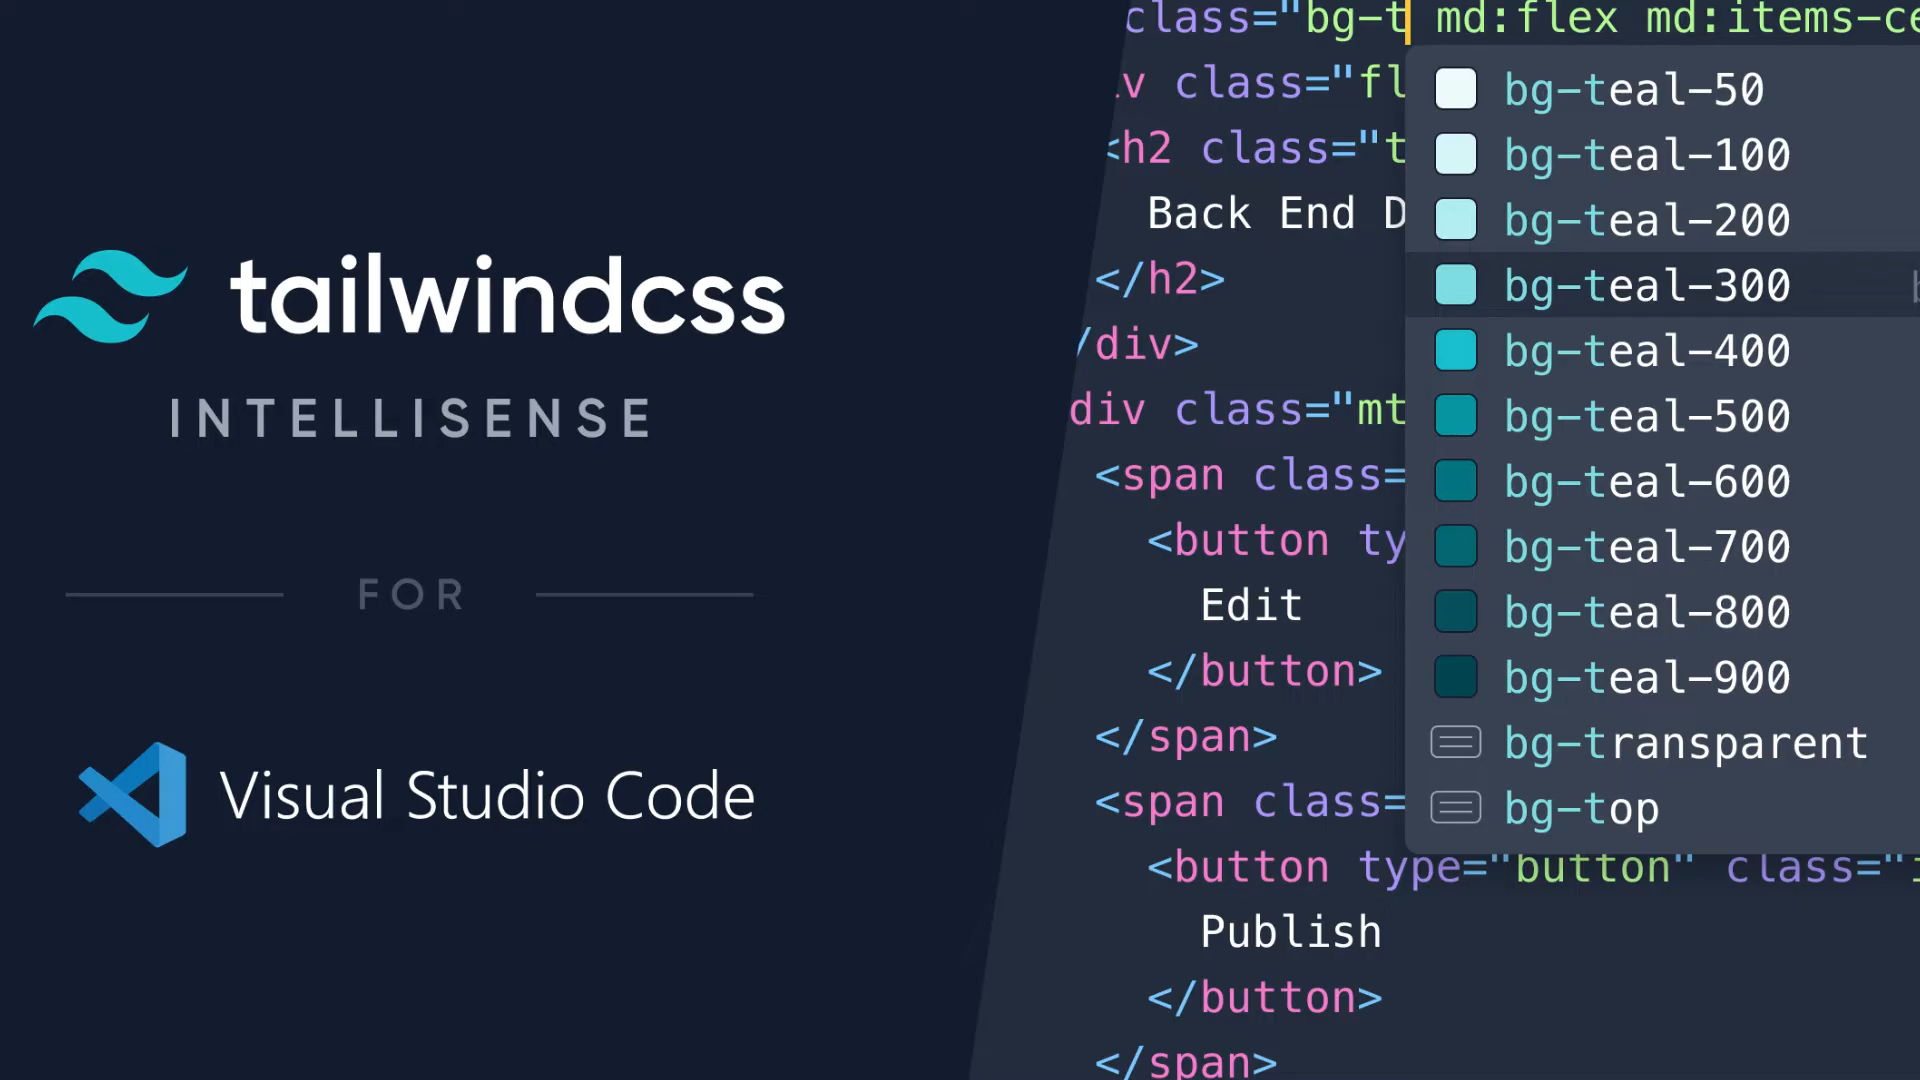 tailwindcss
INTELLISENSE
FOR
Visual Studio Code
class="bg-t md:flex md:items-ce
v class="fl
<h2 class="t
Back End D
</h2>
/div>
div class="mt
<span class=
<button ty
Edit
</button>
</span>
<span class=
<button type="button" class="i
Publish
</button>
</span>
bg-teal-50
bg-teal-100
bg-teal-200
bg-teal-300
bg-teal-400
bg-teal-500
bg-teal-600
bg-teal-700
bg-teal-800
bg-teal-900
bg-transparent
bg-top